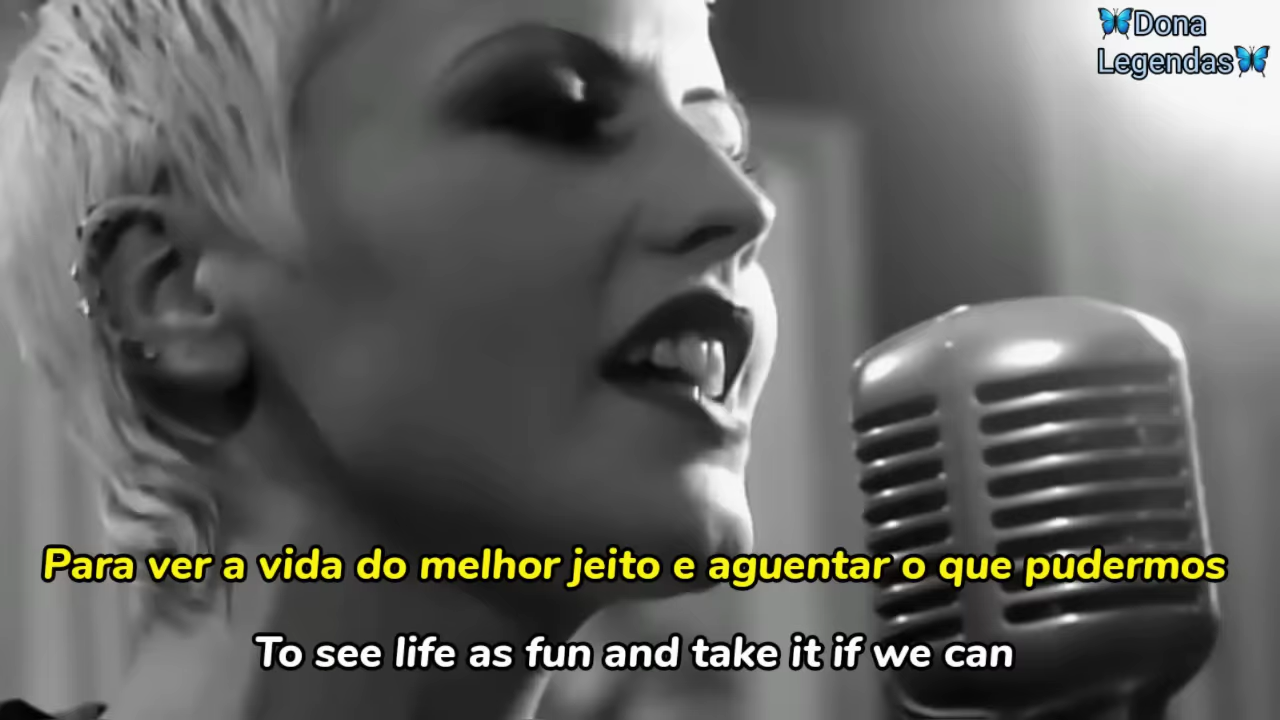 🦋Dona
Legendas🦋
Para ver a vida do melhor jeito e aguentar o que pudermos
To see life as fun and take it if we can